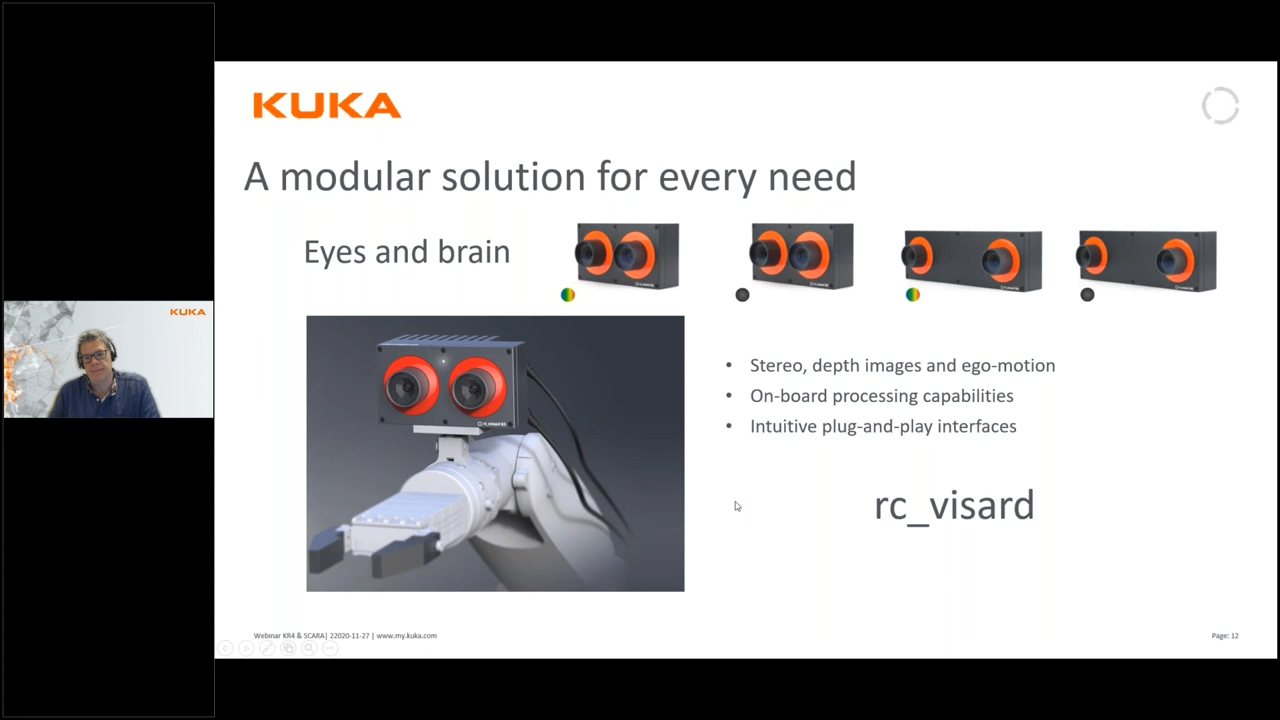 KUKA
A modular solution for every need
Eyes and brain
• Stereo, depth images and ego-motion
• On-board processing capabilities
• Intuitive plug-and-play interfaces
rc_visard
KUKA
Webinar KR4 & SCARA| 22020-11-27 | www.my.kuka.com
Page: 12